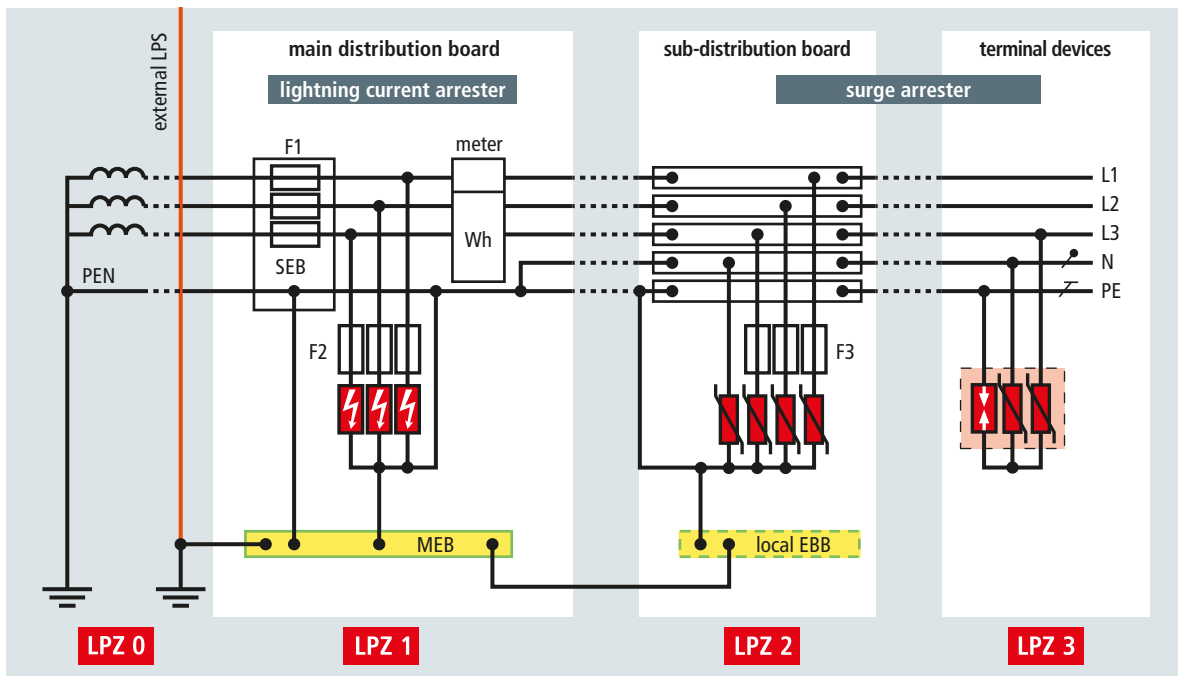 external LPS
main distribution board
sub-distribution board
terminal devices
lightning current arrester
surge arrester
F1
meter
L1
L2
L3
Wh
SEB
N
PEN
PE
F2
F3
MEB
local EBB
LPZ 0
LPZ 1
LPZ 2
LPZ 3